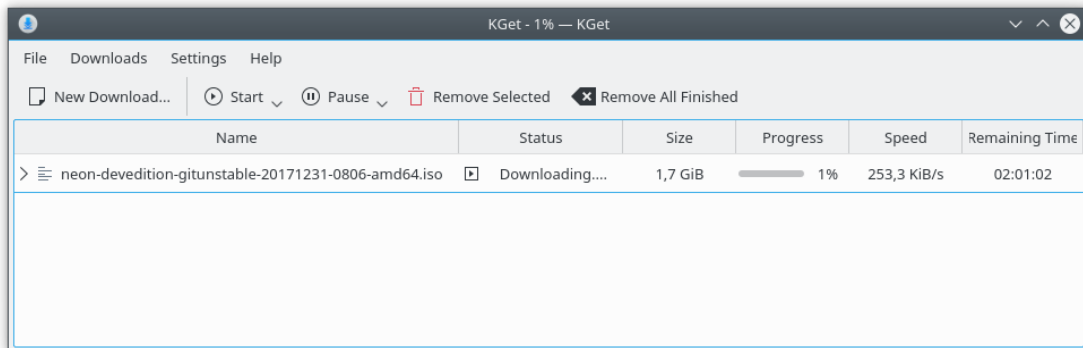 KGet - 1% — KGet
File Downloads Settings Help
New Download... Start Pause Remove Selected Remove All Finished
Name Status Size Progress Speed Remaining Time
neon-devedition-gitunstable-20171231-0806-amd64.iso Downloading.... 1,7 GiB 1% 253,3 KiB/s 02:01:02